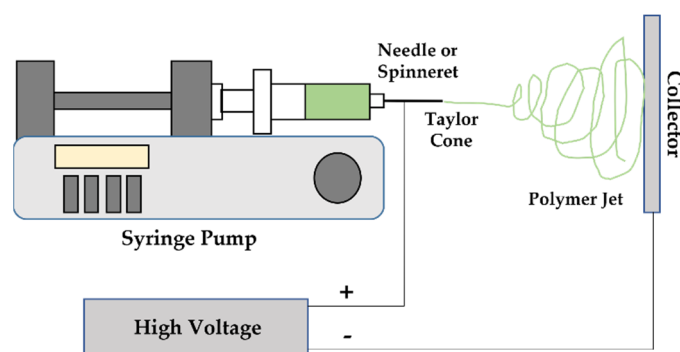 Needle or
Spinneret
Taylor
Cone
Collector
Polymer Jet
Syringe Pump
+
High Voltage
-